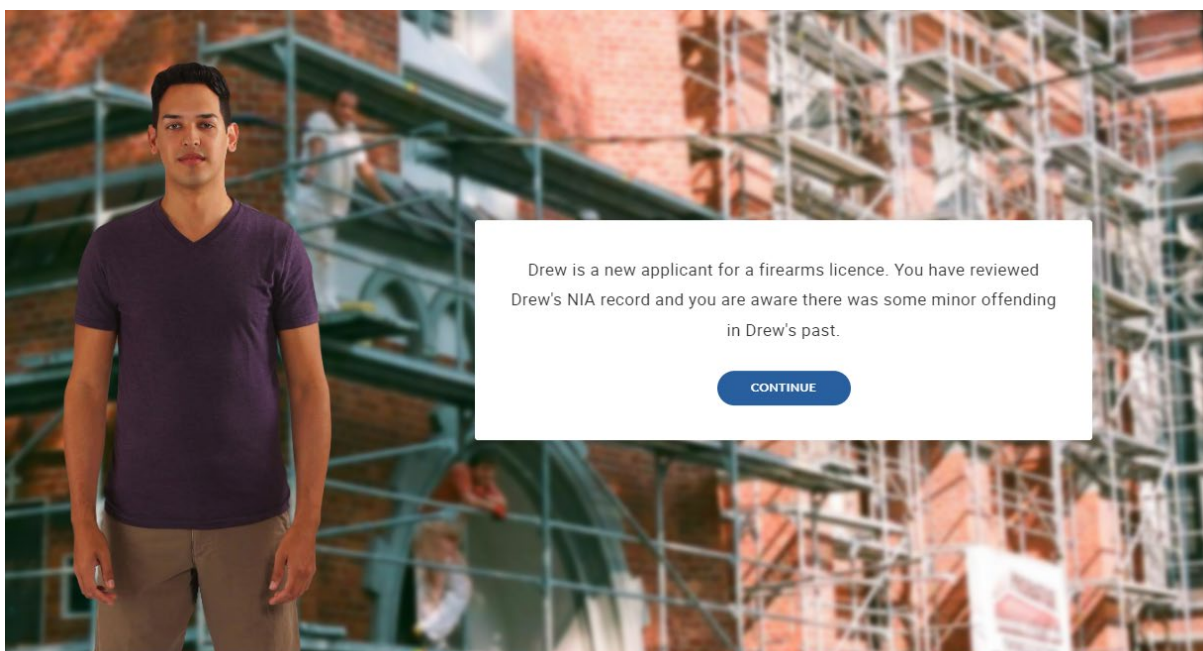 Drew is a new applicant for a firearms licence. You have reviewed
Drew's NIA record and you are aware there was some minor offending
in Drew's past.
CONTINUE